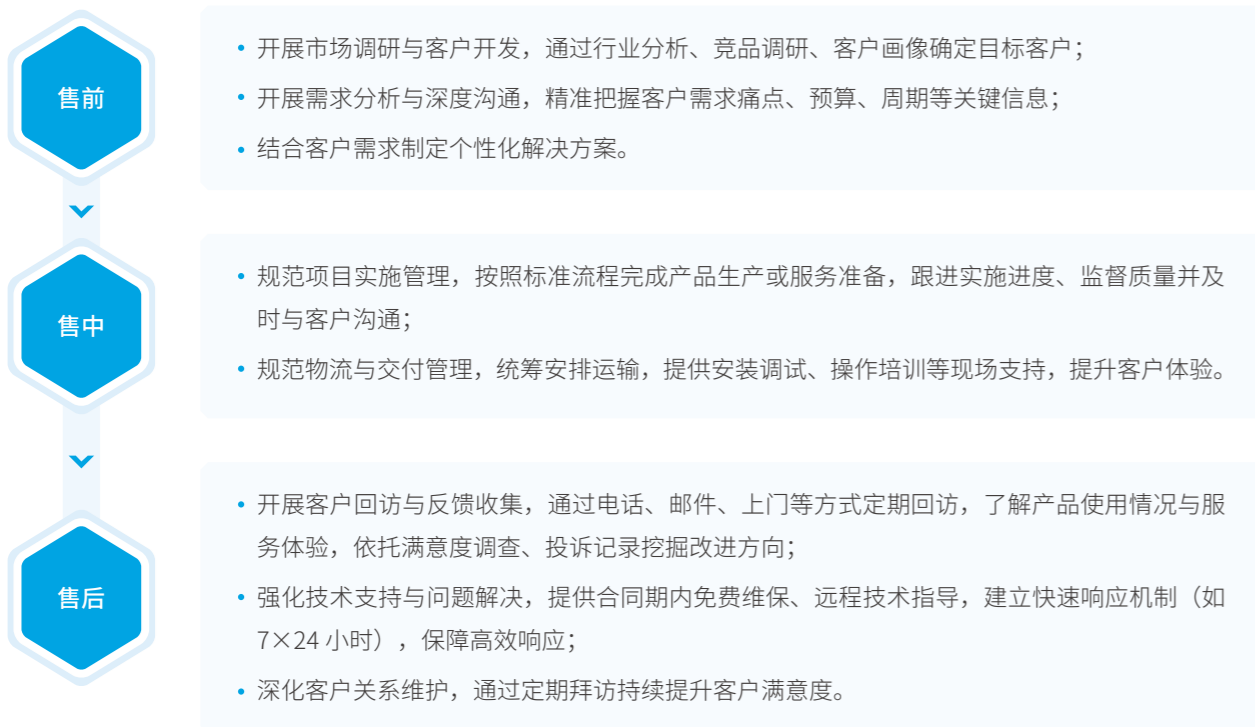 售前
• 开展市场调研与客户开发，通过行业分析、竞品调研、客户画像确定目标客户；
• 开展需求分析与深度沟通，精准把握客户需求痛点、预算、周期等关键信息；
• 结合客户需求制定个性化解决方案。
售中
• 规范项目实施管理，按照标准流程完成产品生产或服务准备，跟进实施进度、监督质量并及
时与客户沟通；
• 规范物流与交付管理，统筹安排运输，提供安装调试、操作培训等现场支持，提升客户体验。
售后
• 开展客户回访与反馈收集，通过电话、邮件、上门等方式定期回访，了解产品使用情况与服
务体验，依托满意度调查、投诉记录挖掘改进方向；
• 强化技术支持与问题解决，提供合同期内免费维保、远程技术指导，建立快速响应机制（如
7×24 小时），保障高效响应；
• 深化客户关系维护，通过定期拜访持续提升客户满意度。